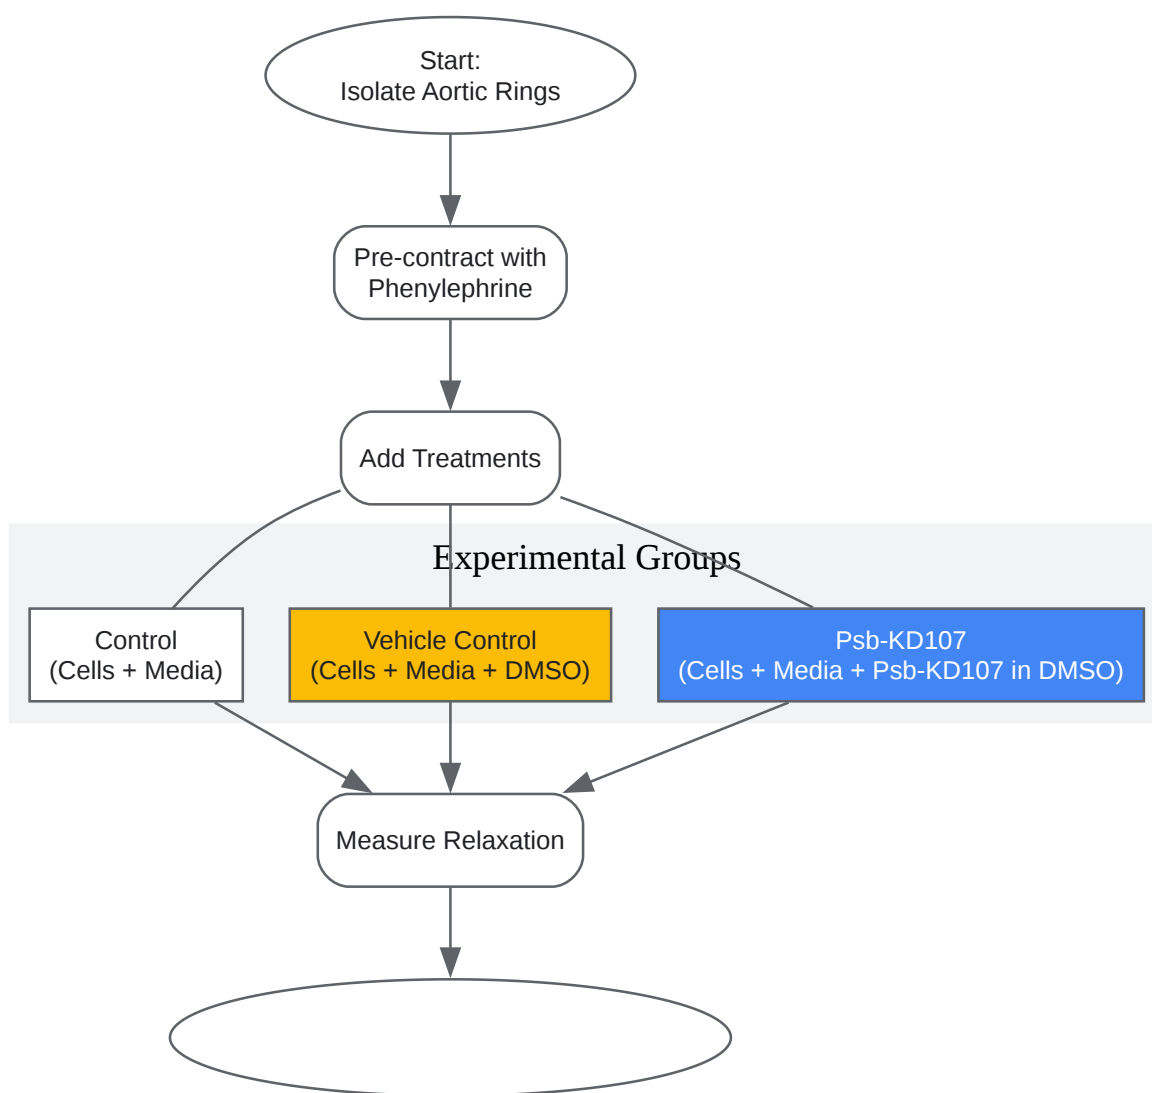 Start:
Isolate Aortic Rings
Pre-contract with
Phenylephrine
Add Treatments
Experimental Groups
Control
(Cells + Media)
Vehicle Control
(Cells + Media + DMSO)
Psb-KD107
(Cells + Media + Psb-KD107 in DMSO)
Measure Relaxation